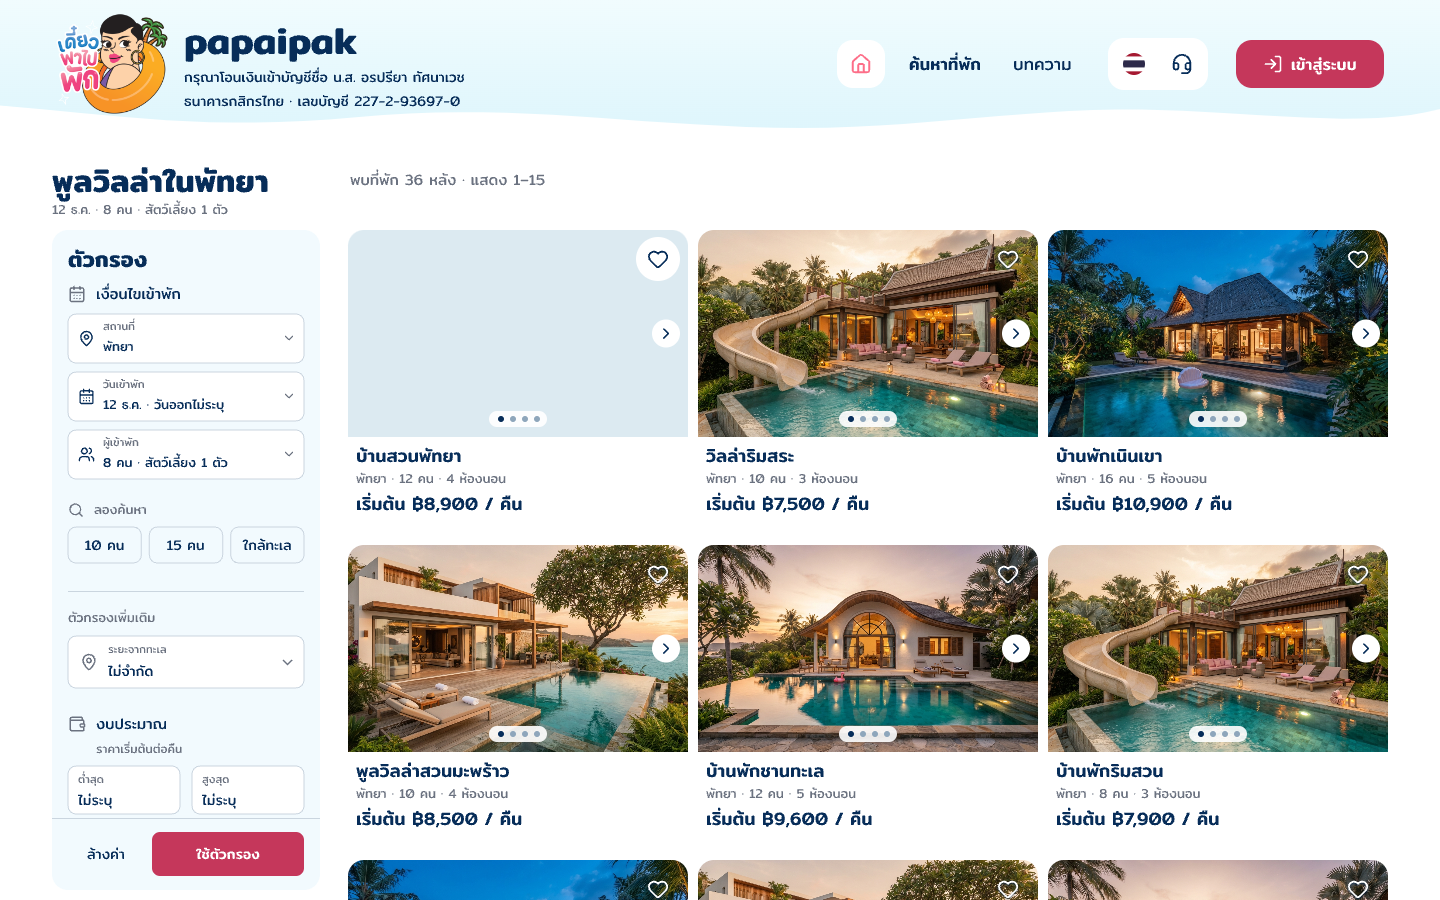 เดี๋ยว
พาไป
พัก
papaipak
กรุณาโอนเงินเข้าบัญชีชื่อ น.ส. อรปรียา ทัศนาเวช
ธนาคารกสิกรไทย · เลขบัญชี 227-2-93697-0
ค้นหาที่พัก
บทความ
เข้าสู่ระบบ
พูลวิลล่าในพัทยา
12 ธ.ค. · 8 คน · สัตว์เลี้ยง 1 ตัว
พบที่พัก 36 หลัง · แสดง 1–15
ตัวกรอง
เงื่อนไขเข้าพัก
สถานที่
พัทยา
วันเข้าพัก
12 ธ.ค. · วันออกไม่ระบุ
ผู้เข้าพัก
8 คน · สัตว์เลี้ยง 1 ตัว
ลองค้นหา
10 คน
15 คน
ใกล้ทะเล
ตัวกรองเพิ่มเติม
ระยะจากทะเล
ไม่จำกัด
งบประมาณ
ราคาเริ่มต้นต่อคืน
ต่ำสุด
ไม่ระบุ
สูงสุด
ไม่ระบุ
ล้างค่า
ใช้ตัวกรอง
บ้านสวนพัทยา
พัทยา · 12 คน · 4 ห้องนอน
เริ่มต้น ฿8,900 / คืน
วิลล่าริมสระ
พัทยา · 10 คน · 3 ห้องนอน
เริ่มต้น ฿7,500 / คืน
บ้านพักเนินเขา
พัทยา · 16 คน · 5 ห้องนอน
เริ่มต้น ฿10,900 / คืน
พูลวิลล่าสวนมะพร้าว
พัทยา · 10 คน · 4 ห้องนอน
เริ่มต้น ฿8,500 / คืน
บ้านพักชานทะเล
พัทยา · 12 คน · 5 ห้องนอน
เริ่มต้น ฿9,600 / คืน
บ้านพักริมสวน
พัทยา · 8 คน · 3 ห้องนอน
เริ่มต้น ฿7,900 / คืน